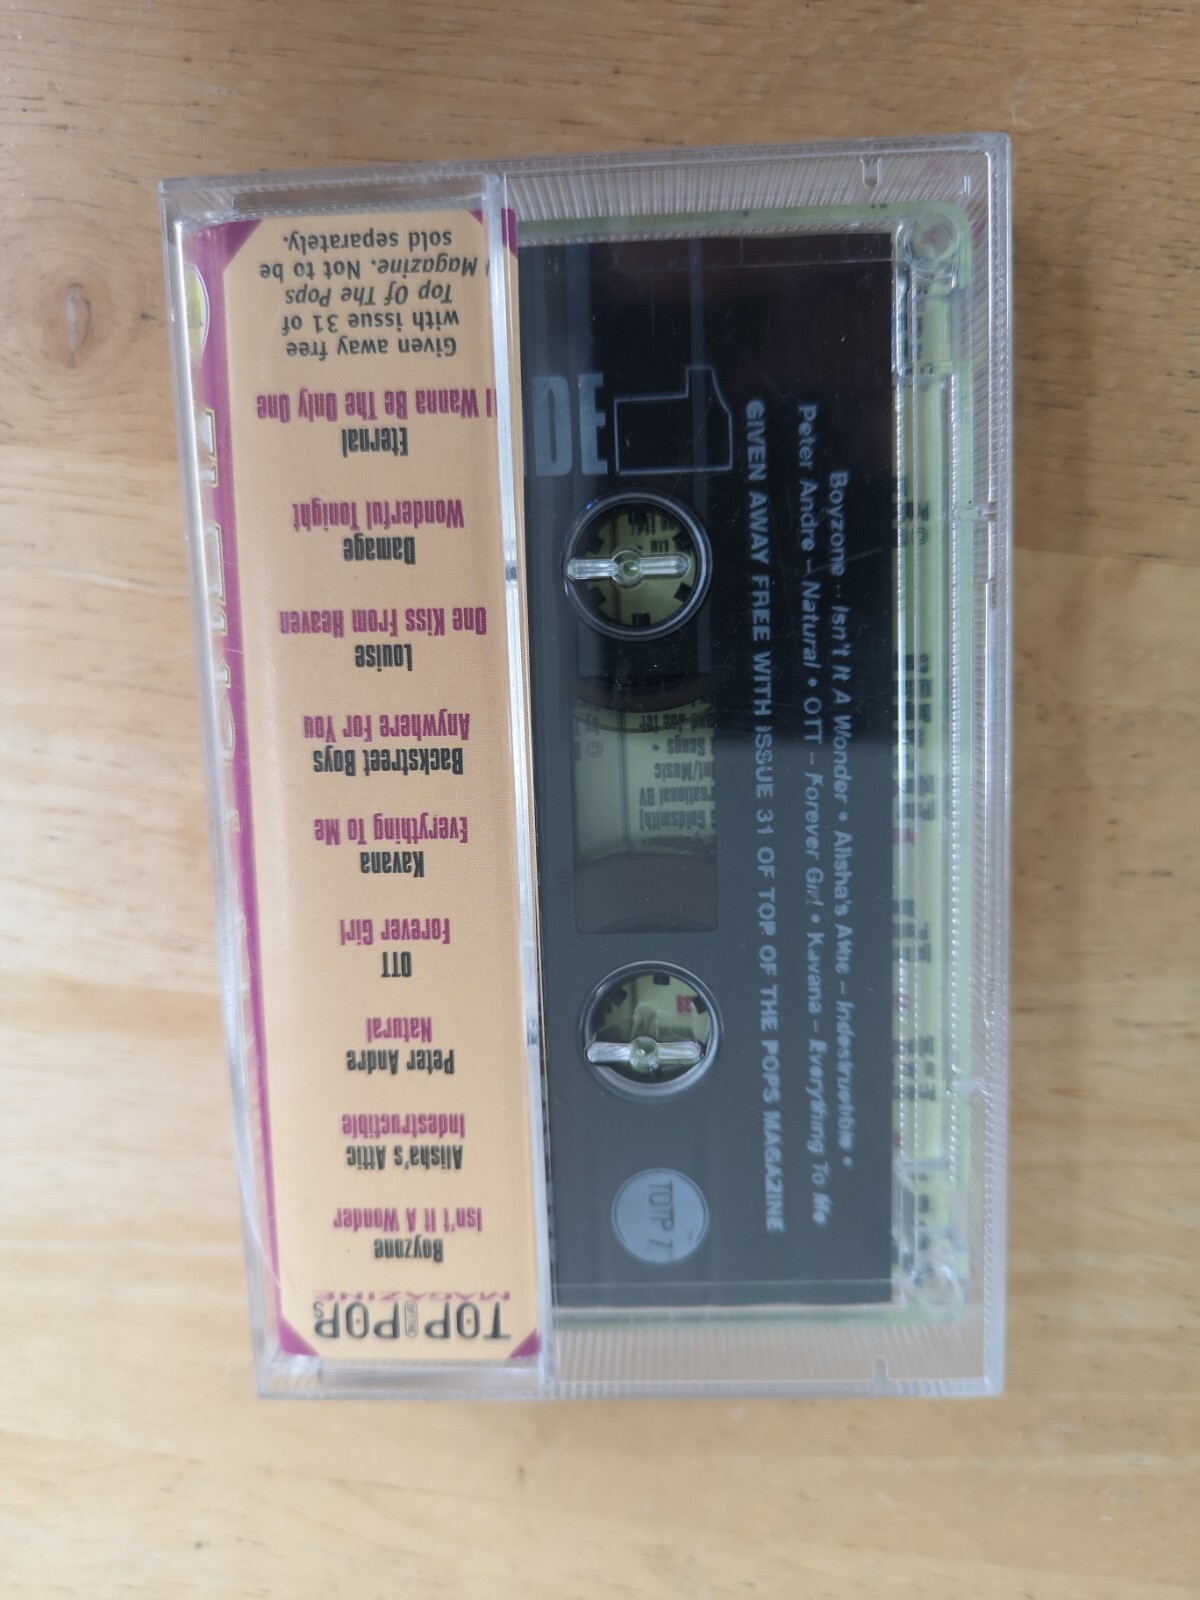 TOP OF THE POPS
MAGAZINE
Boyzone
Isn't It A Wonder
Alisha's Attic
Indestructible
Peter Andre
Natural
OTT
Forever Girl
Kavana
Everything To Me
Backstreet Boys
Anywhere For You
Louise
One Kiss From Heaven
Damage
Wonderful Tonight
Eternal
I Wanna Be The Only One
Given away free
with issue 31 of
Top Of The Pops
Magazine. Not to be
sold separately.
DE 1
TOTP 7
GIVEN AWAY FREE WITH ISSUE 31 OF TOP OF THE POPS MAGAZINE
Peter Andre – Natural • OTT – Forever Girl • Kavana – Everything To Me
Boyzone – Isn't It A Wonder • Alisha's Attic – Indestructible •